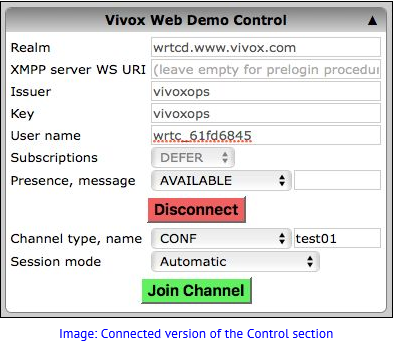 Vivox Web Demo Control ▲
Realm wrtcd.www.vivox.com
XMPP server WS URI (leave empty for prelogin procedur
Issuer vivoxops
Key vivoxops
User name wrtc_61fd6845
Subscriptions DEFER
Presence, message AVAILABLE
Disconnect
Channel type, name CONF test01
Session mode Automatic
Join Channel
Image: Connected version of the Control section